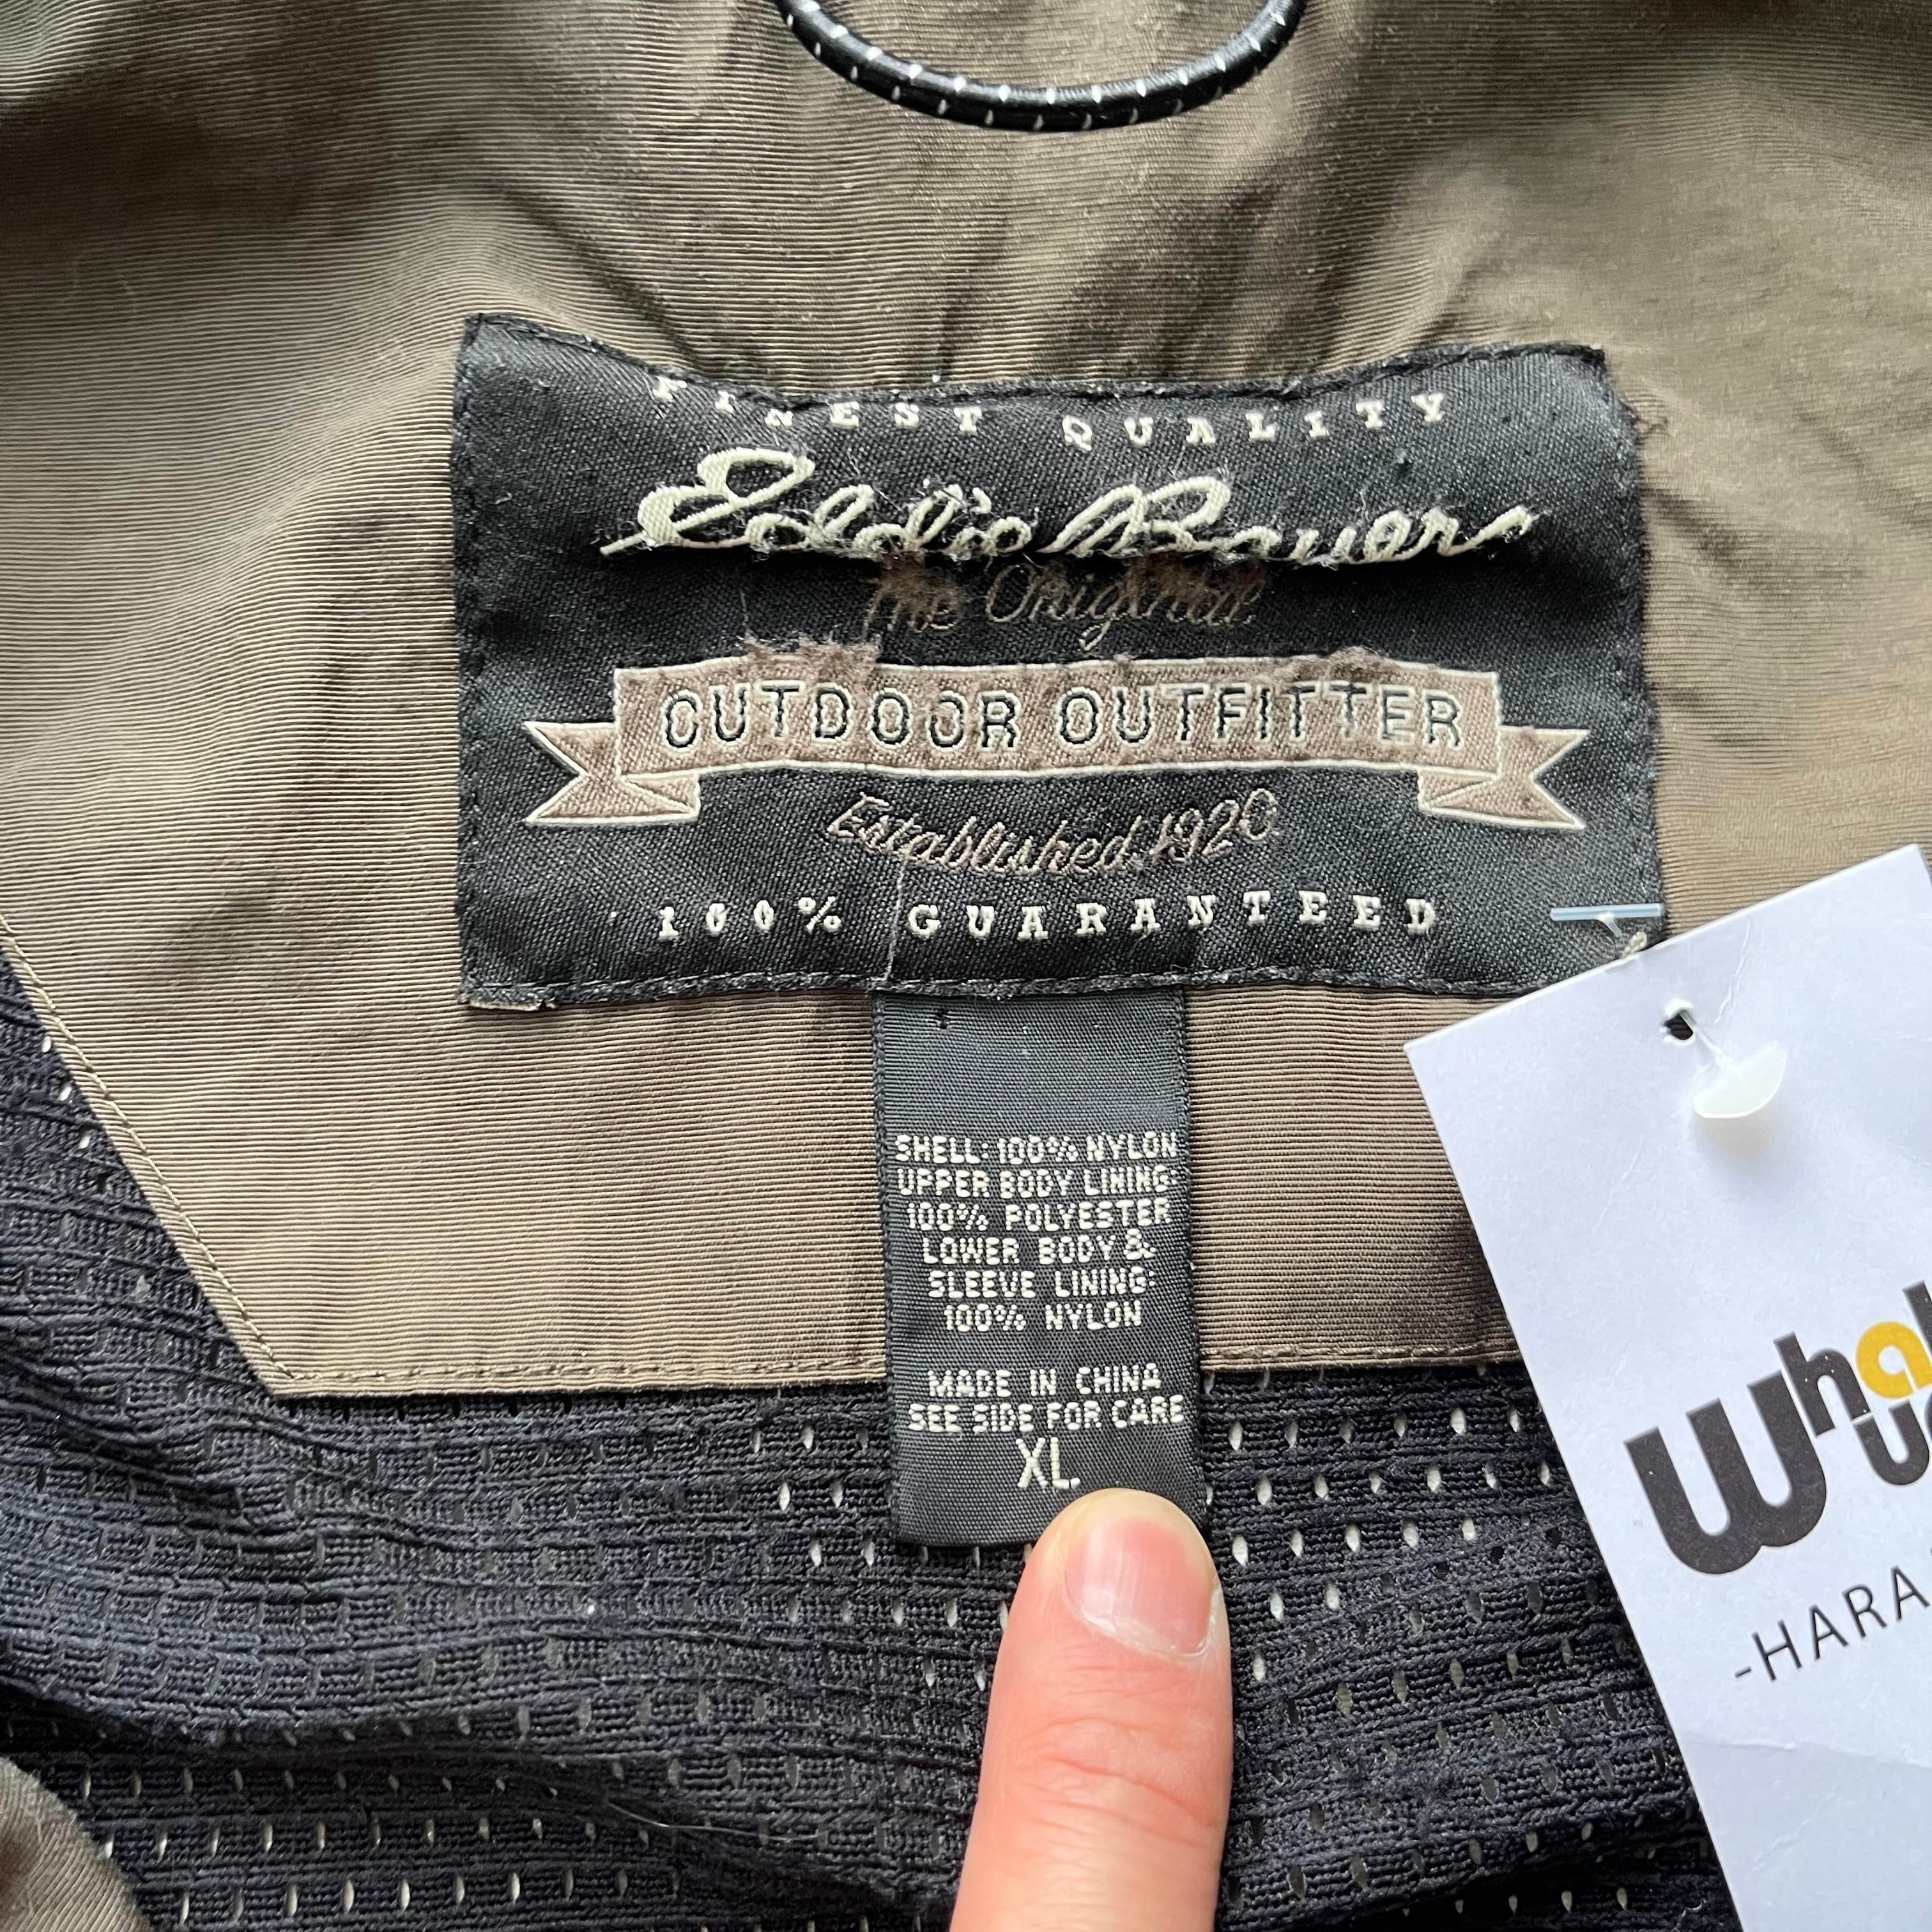 FINEST QUALITY
Eddie Bauer
The Original
OUTDOOR OUTFITTER
Established 1920
100% GUARANTEED
SHELL: 100% NYLON
UPPER BODY LINING:
100% POLYESTER
LOWER BODY &
SLEEVE LINING:
100% NYLON
MADE IN CHINA
SEE SIDE FOR CARE
XL